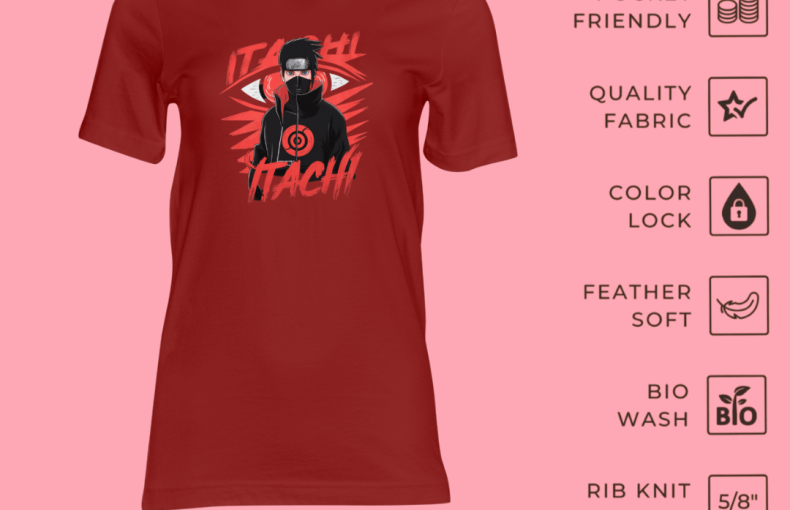 ITACHI
ITACHI
FRIENDLY
QUALITY
FABRIC
COLOR
LOCK
FEATHER
SOFT
BIO
WASH
BIO
RIB KNIT
5/8"